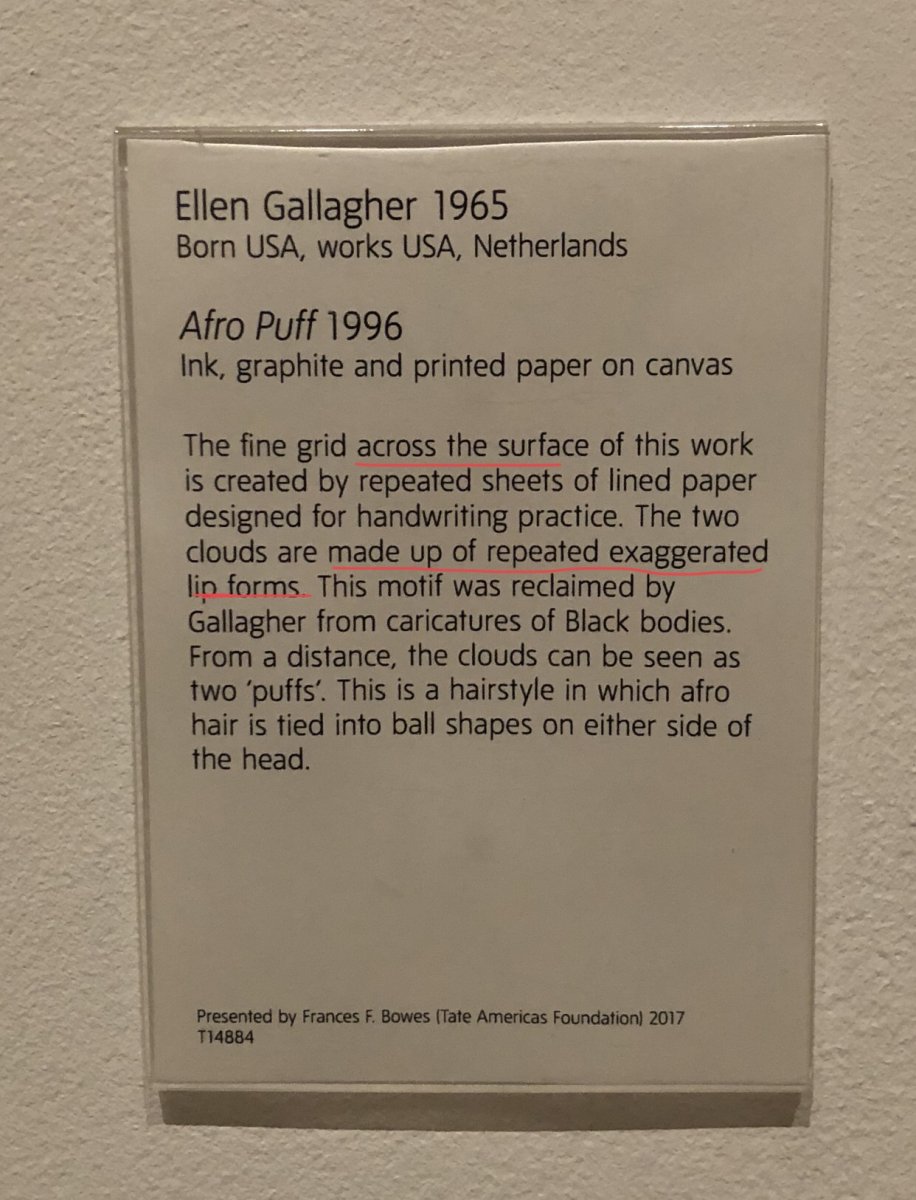 Ellen Gallagher 1965
Born USA, works USA, Netherlands
Afro Puff 1996
Ink, graphite and printed paper on canvas
The fine grid across the surface of this work
is created by repeated sheets of lined paper
designed for handwriting practice. The two
clouds are made up of repeated exaggerated
lip forms. This motif was reclaimed by
Gallagher from caricatures of Black bodies.
From a distance, the clouds can be seen as
two ‘puffs’. This is a hairstyle in which afro
hair is tied into ball shapes on either side of
the head.
Presented by Frances F. Bowes (Tate Americas Foundation) 2017
T14884